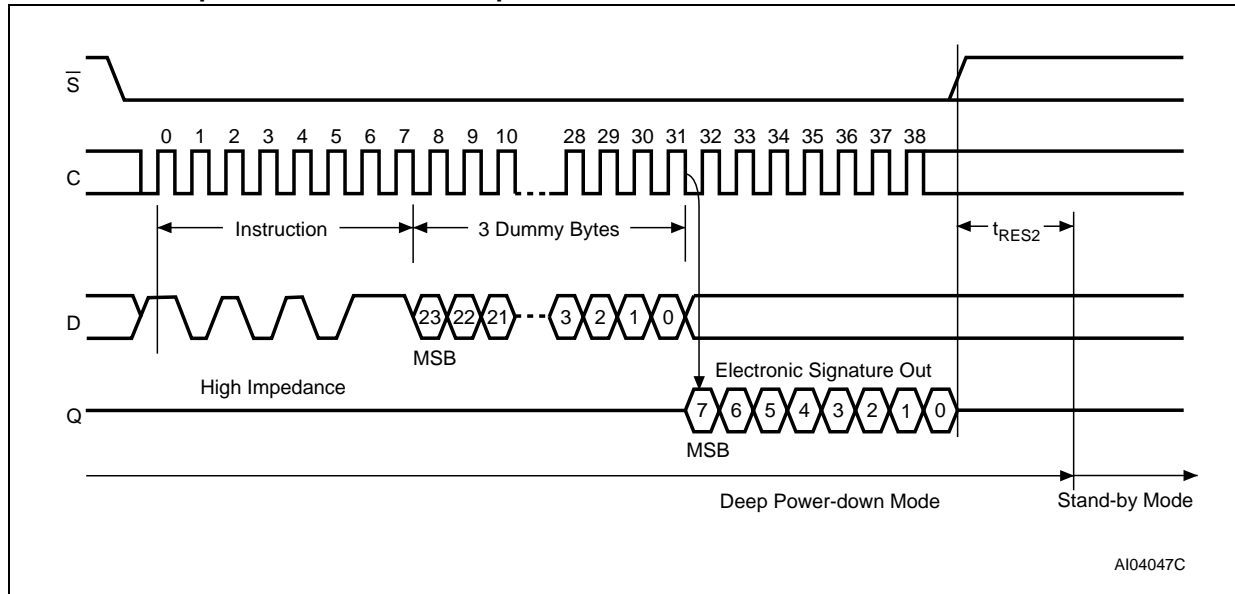 S
0 1 2 3 4 5 6 7 8 9 10 28 29 30 31 32 33 34 35 36 37 38
C
Instruction 3 Dummy Bytes tRES2
D 23 22 21 3 2 1 0
MSB
High Impedance Electronic Signature Out
Q 7 6 5 4 3 2 1 0
MSB
Deep Power-down Mode Stand-by Mode
AI04047C